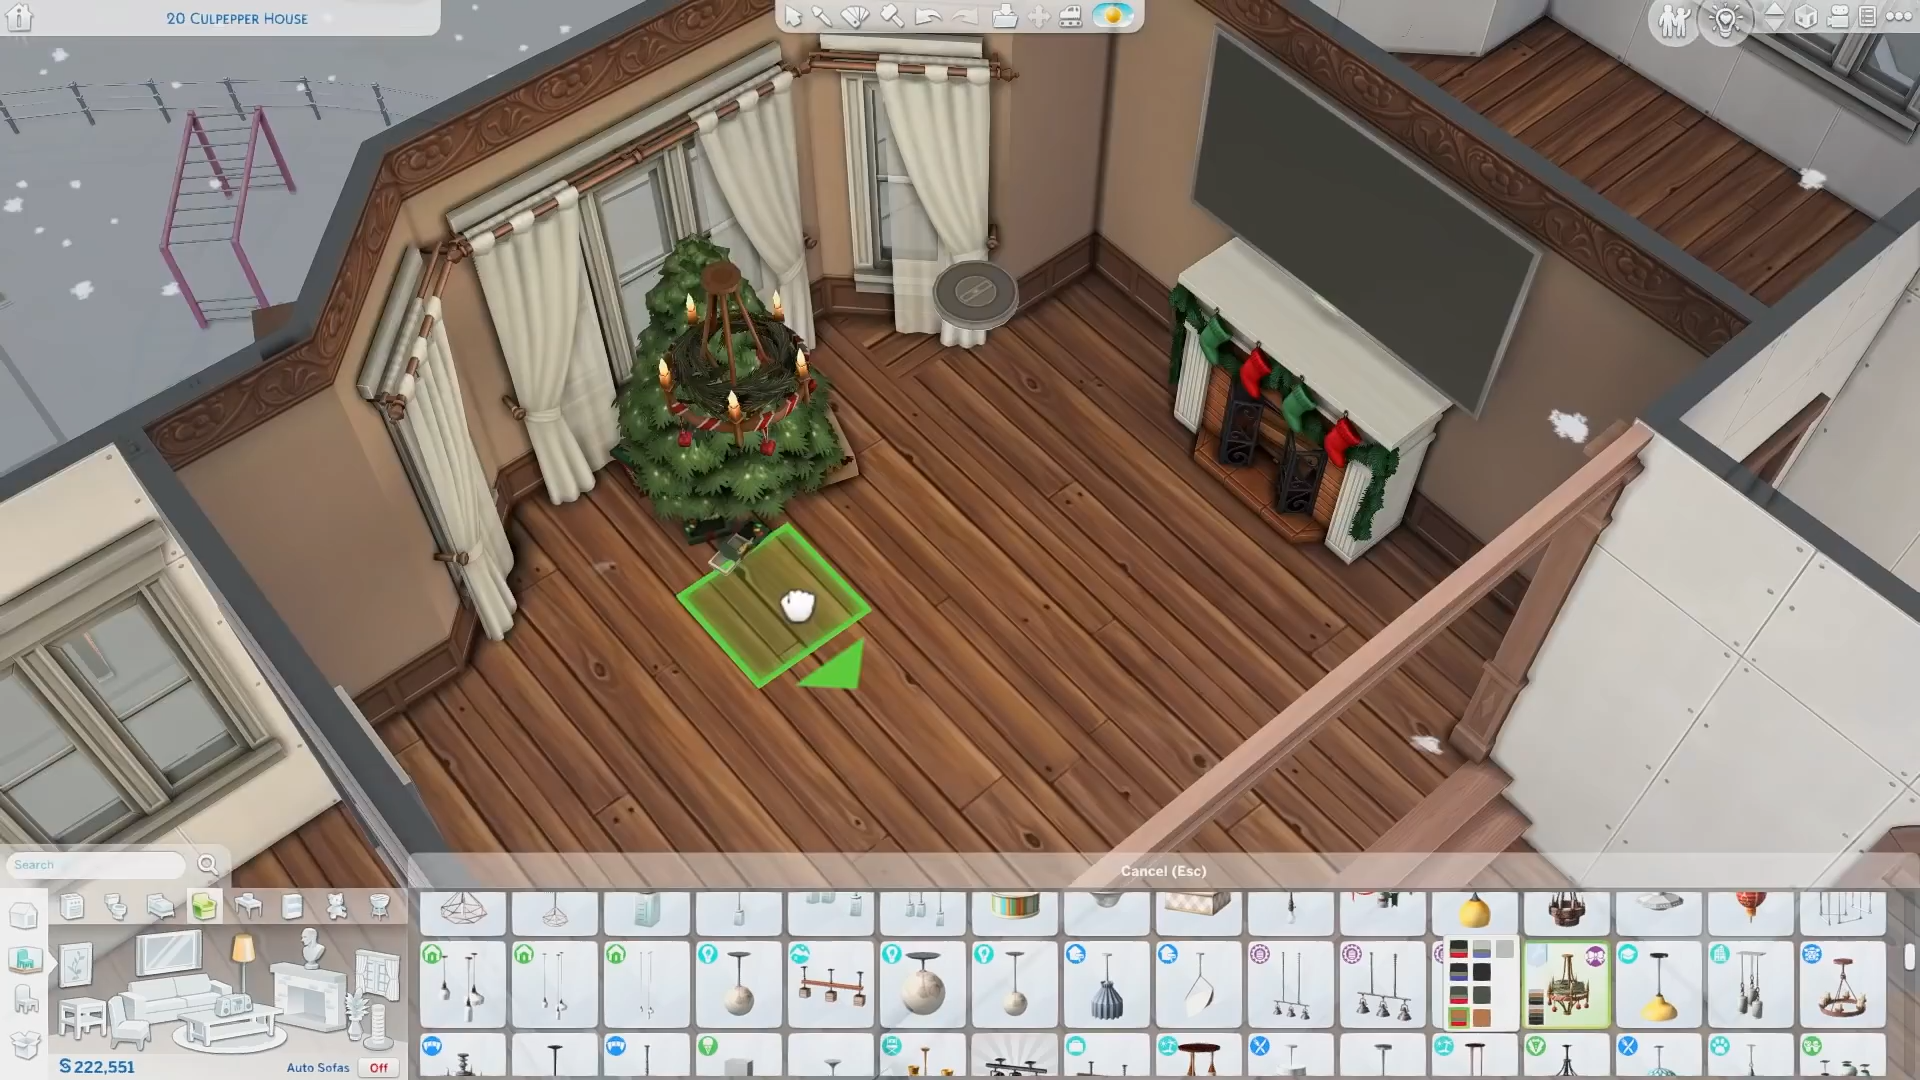 20 Culpepper House
Cancel (Esc)
Search
§222,551
Auto Sofas Off